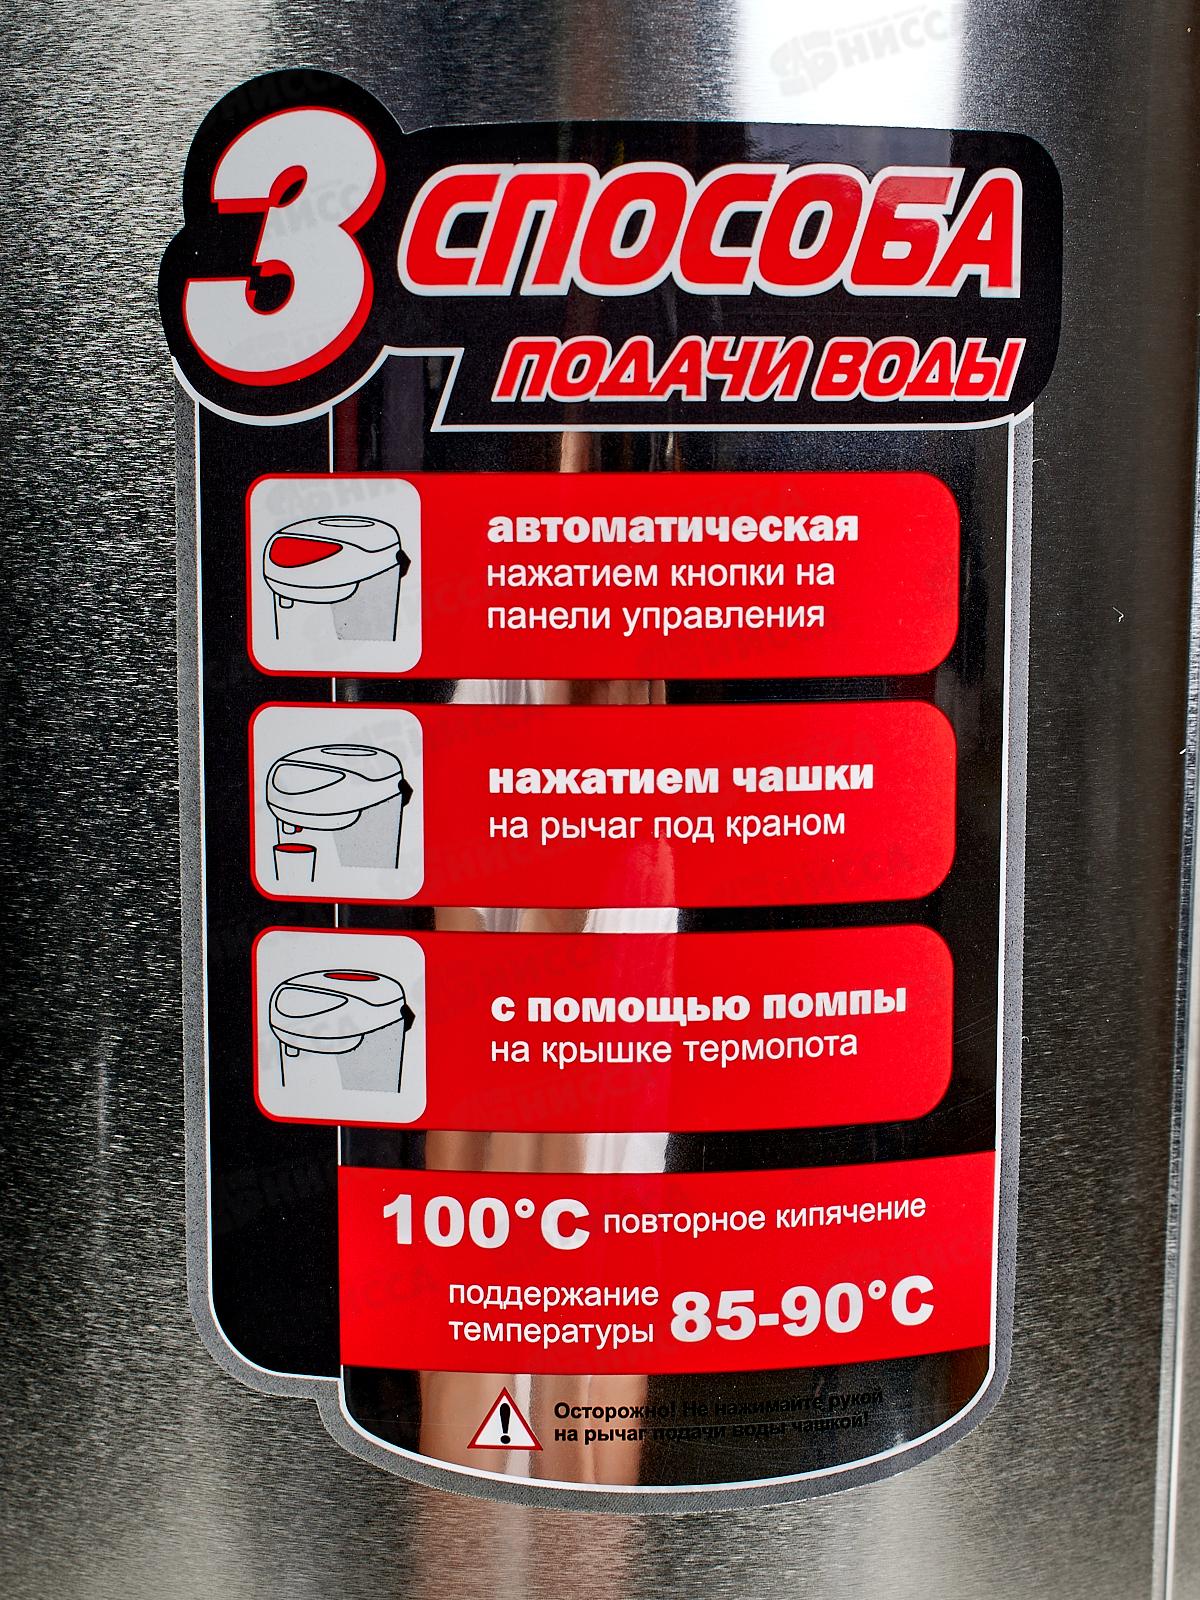 3 СПОСОБА
ПОДАЧИ ВОДЫ
автоматическая
нажатием кнопки на
панели управления
нажатием чашки
на рычаг под краном
с помощью помпы
на крышке термопота
100°C повторное кипячение
поддержание
температуры 85-90°C
Осторожно! Не нажимайте рукой
на рычаг подачи воды чашкой!